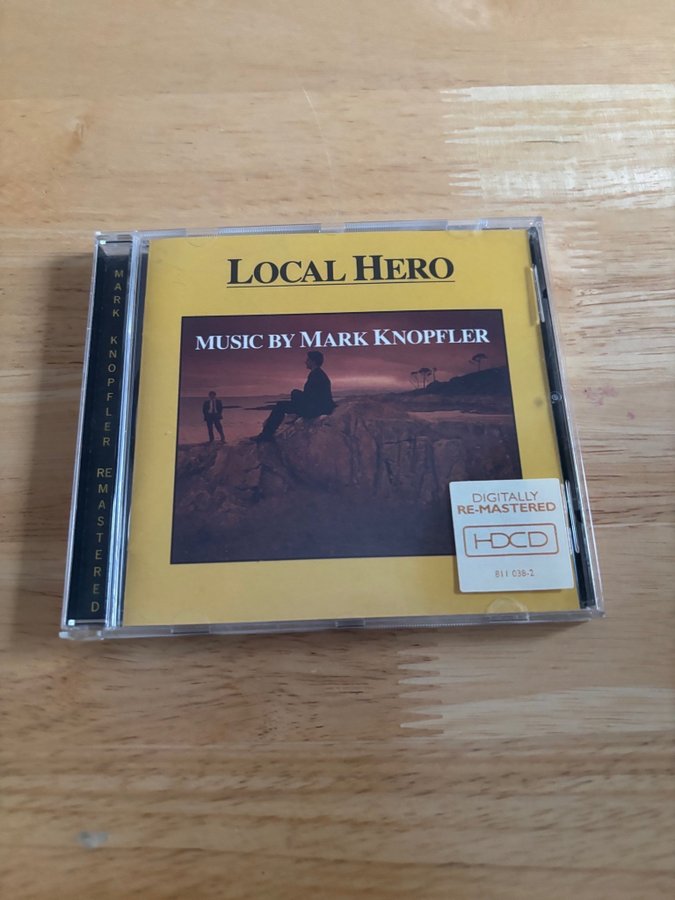 LOCAL HERO
MUSIC BY MARK KNOPFLER
MARK KNOPFLER REMASTERED
DIGITALLY
RE-MASTERED
HDCD
811 038-2